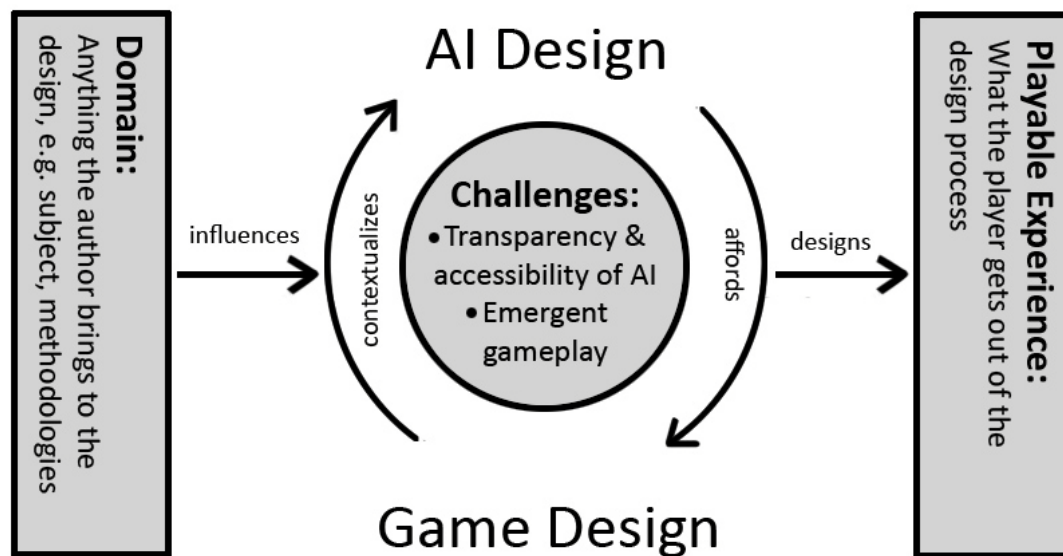 Domain:
Anything the author brings to the
design, e.g. subject, methodologies
influences
contextualizes
AI Design
Challenges:
• Transparency &
accessibility of AI
• Emergent
gameplay
affords
Game Design
designs
Playable Experience:
What the player gets out of the
design process